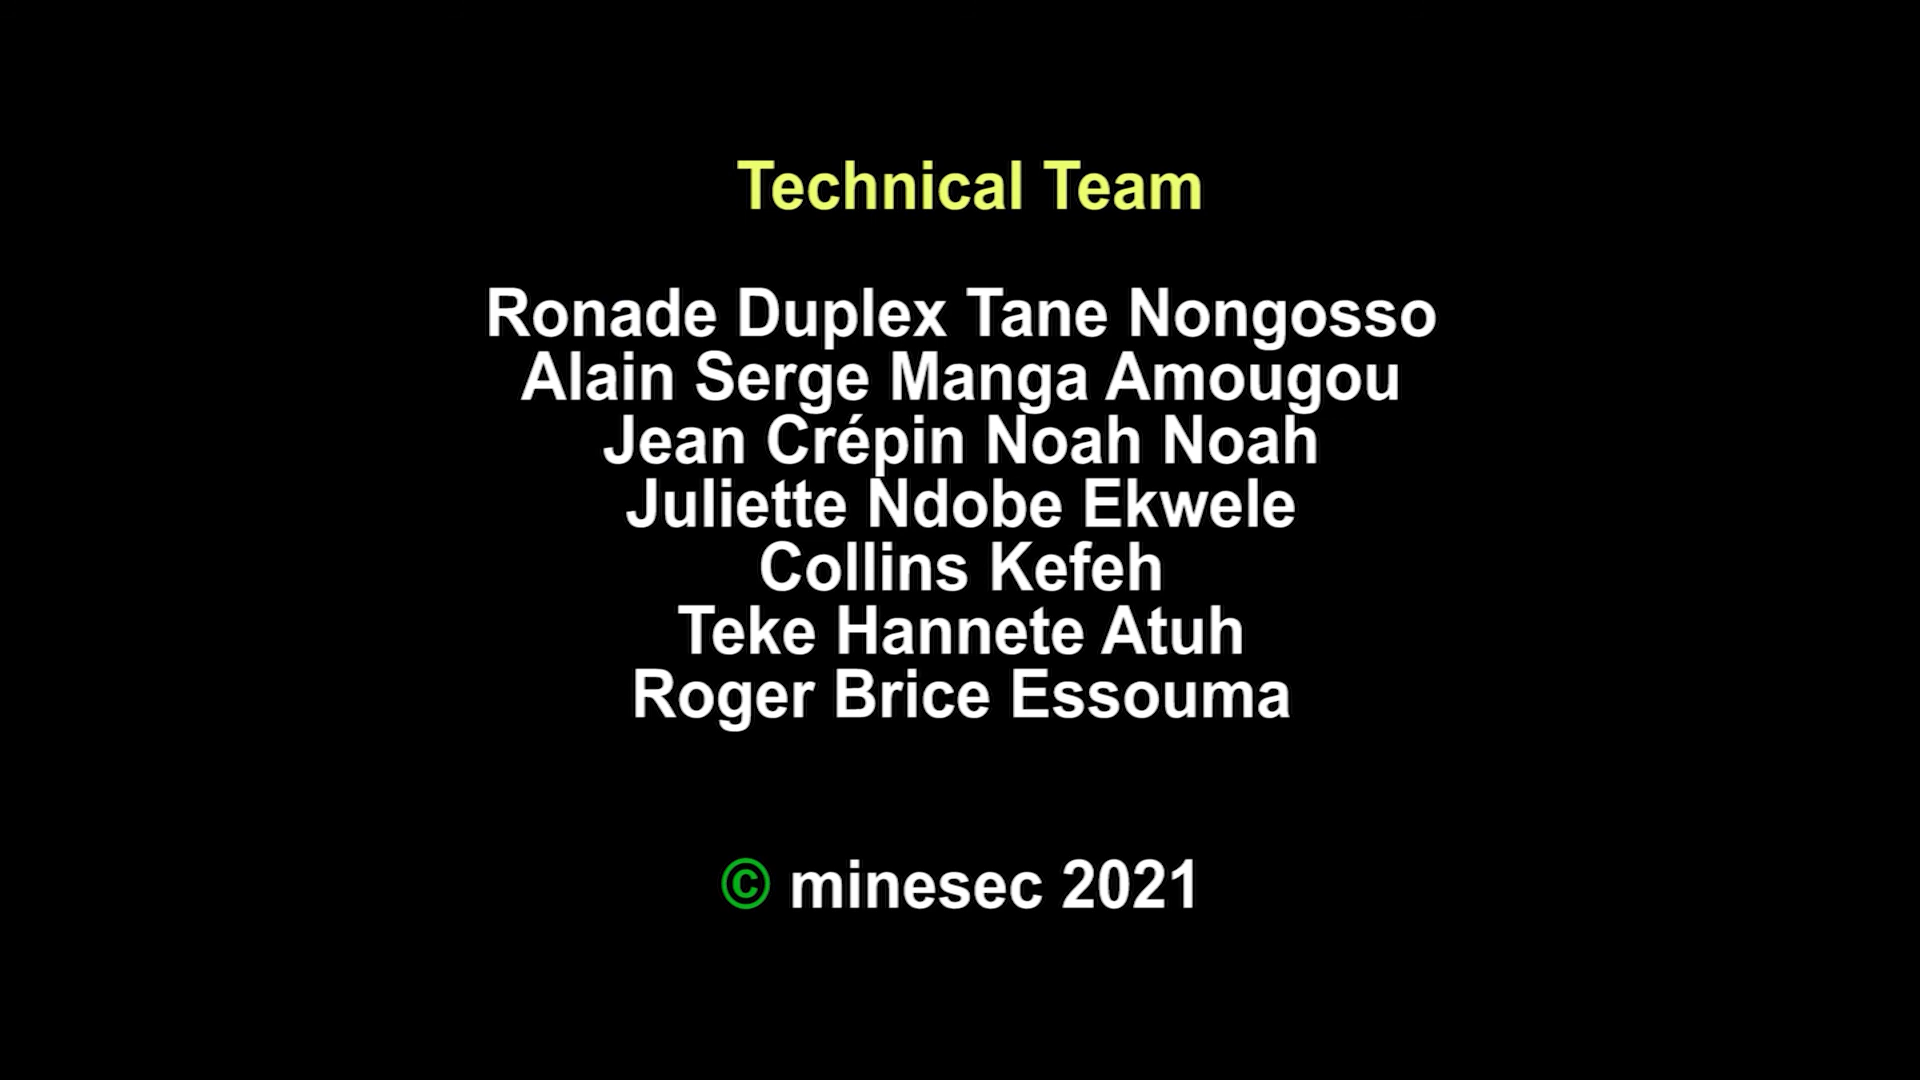 Technical Team
Ronade Duplex Tane Nongosso
Alain Serge Manga Amougou
Jean Crépin Noah Noah
Juliette Ndobe Ekwele
Collins Kefeh
Teke Hannete Atuh
Roger Brice Essouma
© minesec 2021